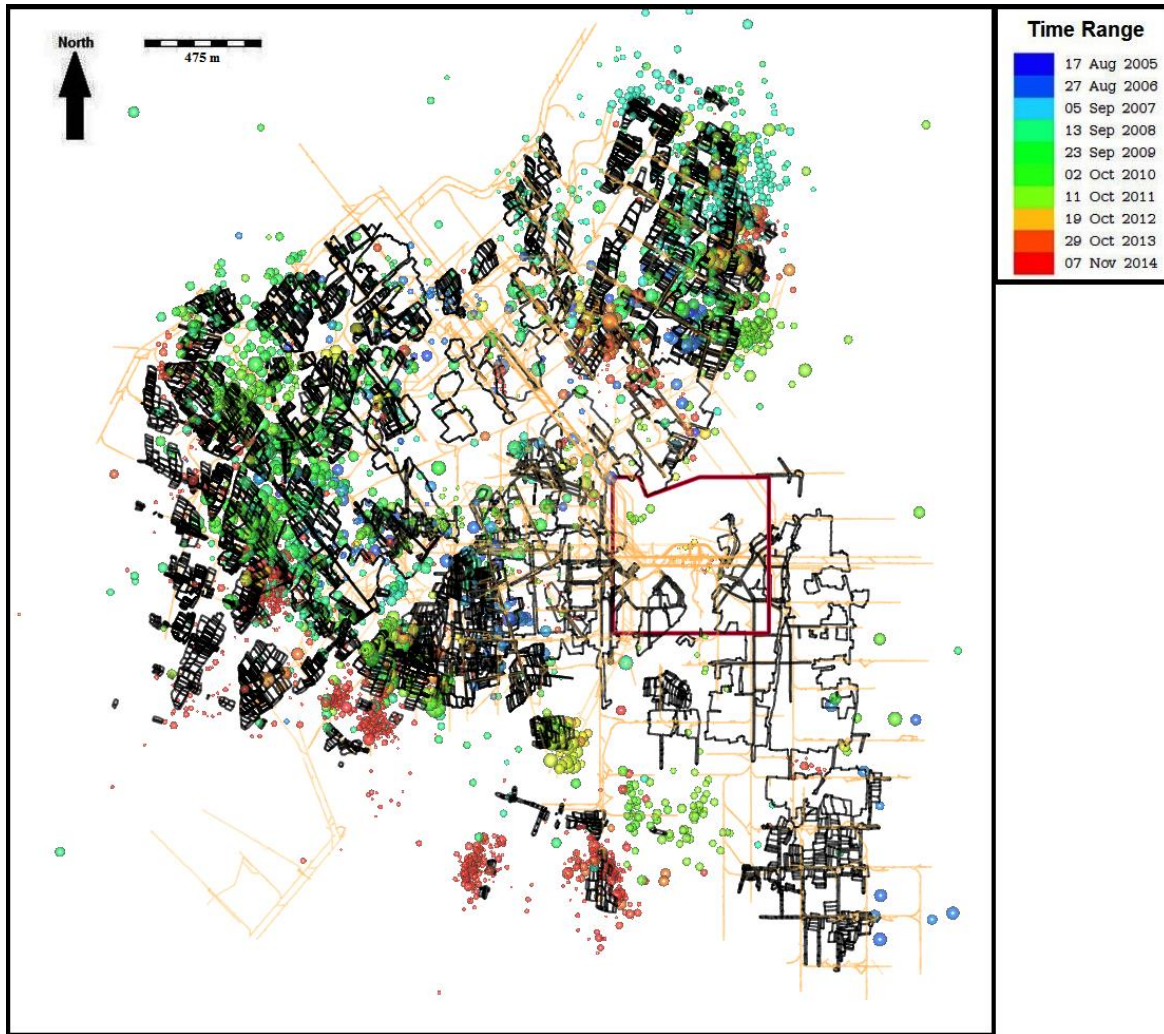 North
475 m
Time Range
17 Aug 2005
27 Aug 2006
05 Sep 2007
13 Sep 2008
23 Sep 2009
02 Oct 2010
11 Oct 2011
19 Oct 2012
29 Oct 2013
07 Nov 2014